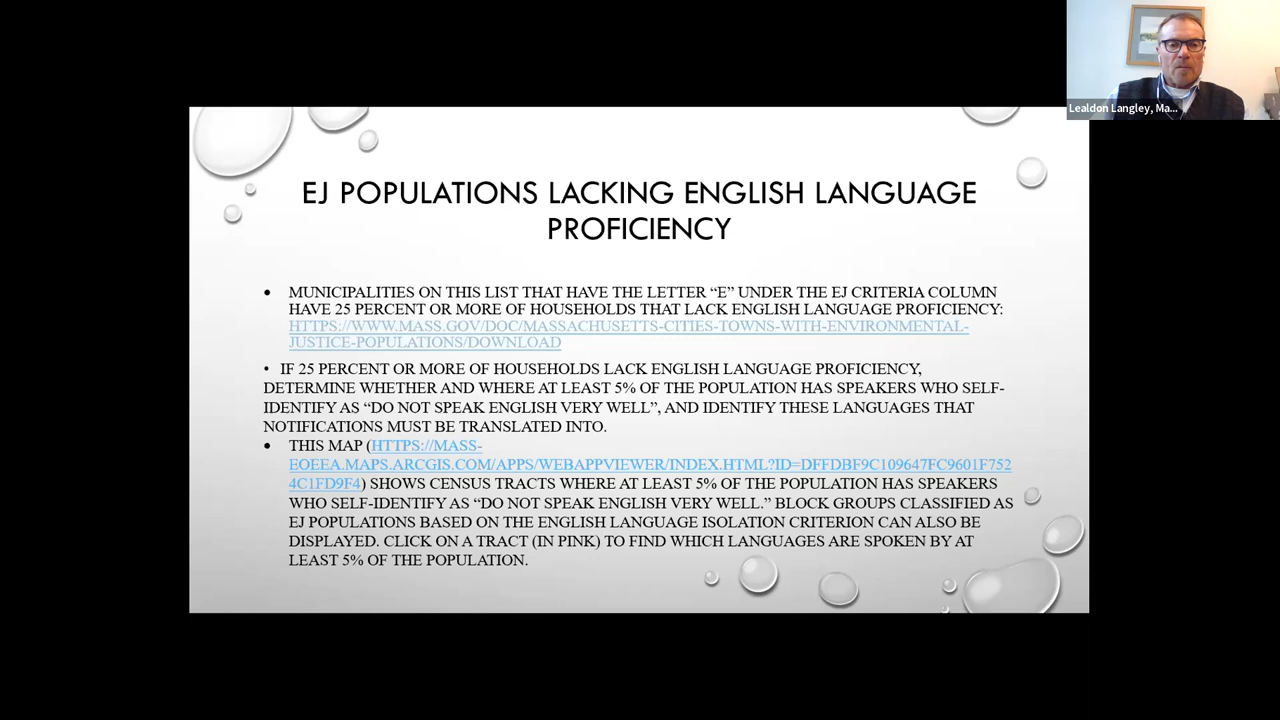 Lealdon Langley, Ma...
EJ POPULATIONS LACKING ENGLISH LANGUAGE
PROFICIENCY
• MUNICIPALITIES ON THIS LIST THAT HAVE THE LETTER “E” UNDER THE EJ CRITERIA COLUMN
HAVE 25 PERCENT OR MORE OF HOUSEHOLDS THAT LACK ENGLISH LANGUAGE PROFICIENCY:
HTTPS://WWW.MASS.GOV/DOC/MASSACHUSETTS-CITIES-TOWNS-WITH-ENVIRONMENTAL-
JUSTICE-POPULATIONS/DOWNLOAD
• IF 25 PERCENT OR MORE OF HOUSEHOLDS LACK ENGLISH LANGUAGE PROFICIENCY,
DETERMINE WHETHER AND WHERE AT LEAST 5% OF THE POPULATION HAS SPEAKERS WHO SELF-
IDENTIFY AS “DO NOT SPEAK ENGLISH VERY WELL”, AND IDENTIFY THESE LANGUAGES THAT
NOTIFICATIONS MUST BE TRANSLATED INTO.
• THIS MAP (HTTPS://MASS-
EOEEA.MAPS.ARCGIS.COM/APPS/WEBAPPVIEWER/INDEX.HTML?ID=DFFDBF9C109647FC9601F752
4C1FD9F4) SHOWS CENSUS TRACTS WHERE AT LEAST 5% OF THE POPULATION HAS SPEAKERS
WHO SELF-IDENTIFY AS “DO NOT SPEAK ENGLISH VERY WELL.” BLOCK GROUPS CLASSIFIED AS
EJ POPULATIONS BASED ON THE ENGLISH LANGUAGE ISOLATION CRITERION CAN ALSO BE
DISPLAYED. CLICK ON A TRACT (IN PINK) TO FIND WHICH LANGUAGES ARE SPOKEN BY AT
LEAST 5% OF THE POPULATION.